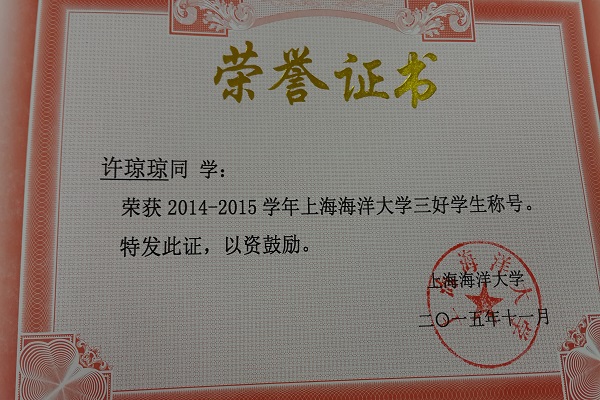 荣誉证书
许琼琼同 学：
荣获 2014-2015 学年上海海洋大学三好学生称号。
特发此证，以资鼓励。
上海海洋大学
上海海洋大学
二〇一五年十一月